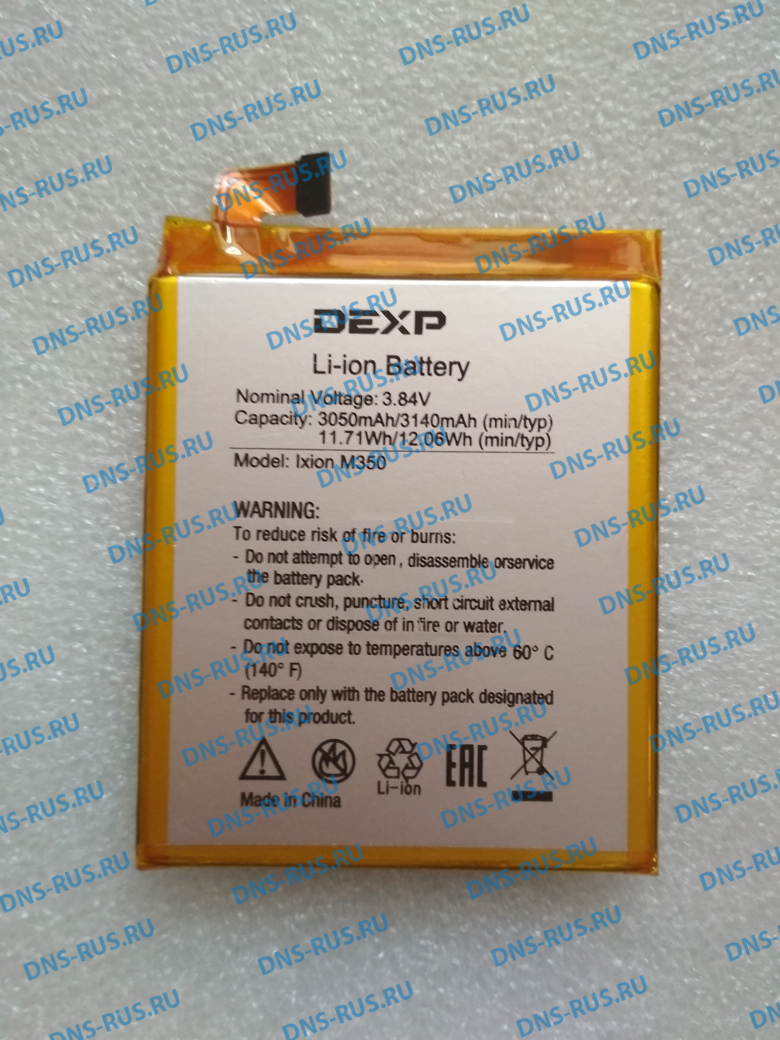 DEXP
Li-ion Battery
Nominal Voltage: 3.84V
Capacity: 3050mAh/3140mAh (min/typ)
11.71Wh/12.06Wh (min/typ)
Model: Ixion M350
WARNING:
To reduce risk of fire or burns:
- Do not attempt to open , disassemble orservice
the battery pack.
- Do not crush, puncture, short circuit external
contacts or dispose of in fire or water.
- Do not expose to temperatures above 60° C
(140° F)
- Replace only with the battery pack designated
for this product.
Li-ion
EAC
Made in China
DNS-RUS.RU